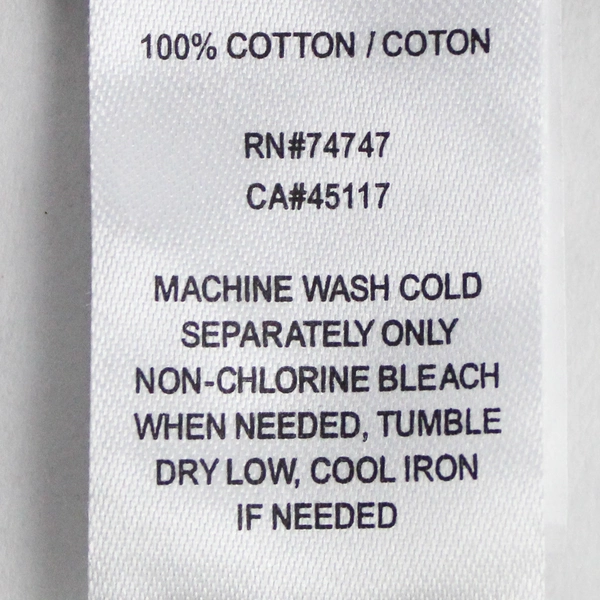 100% COTTON / COTON
RN#74747
CA#45117
MACHINE WASH COLD
SEPARATELY ONLY
NON-CHLORINE BLEACH
WHEN NEEDED, TUMBLE
DRY LOW, COOL IRON
IF NEEDED